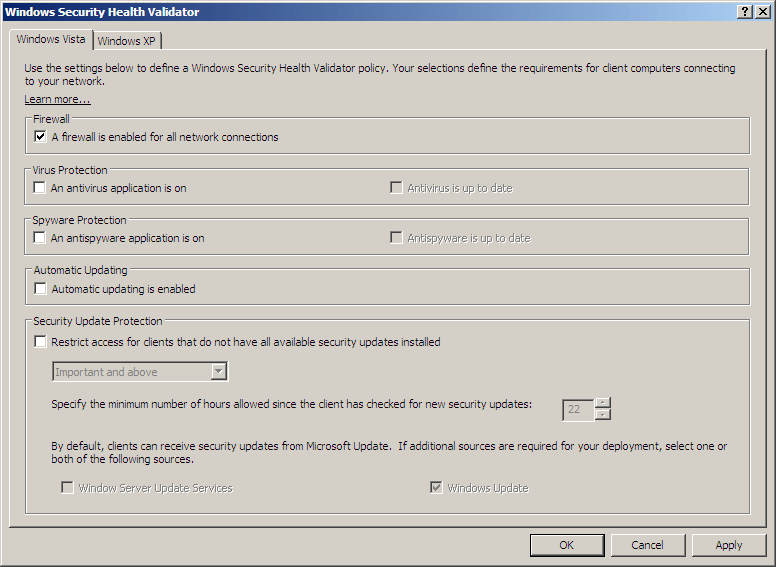 Windows Security Health Validator
Windows Vista
Windows XP
Use the settings below to define a Windows Security Health Validator policy. Your selections define the requirements for client computers connecting
to your network.
Learn more...
Firewall
A firewall is enabled for all network connections
Virus Protection
An antivirus application is on
Antivirus is up to date
Spyware Protection
An antispyware application is on
Antispyware is up to date
Automatic Updating
Automatic updating is enabled
Security Update Protection
Restrict access for clients that do not have all available security updates installed
Important and above
Specify the minimum number of hours allowed since the client has checked for new security updates:
22
By default, clients can receive security updates from Microsoft Update. If additional sources are required for your deployment, select one or
both of the following sources.
Window Server Update Services
Windows Update
OK
Cancel
Apply